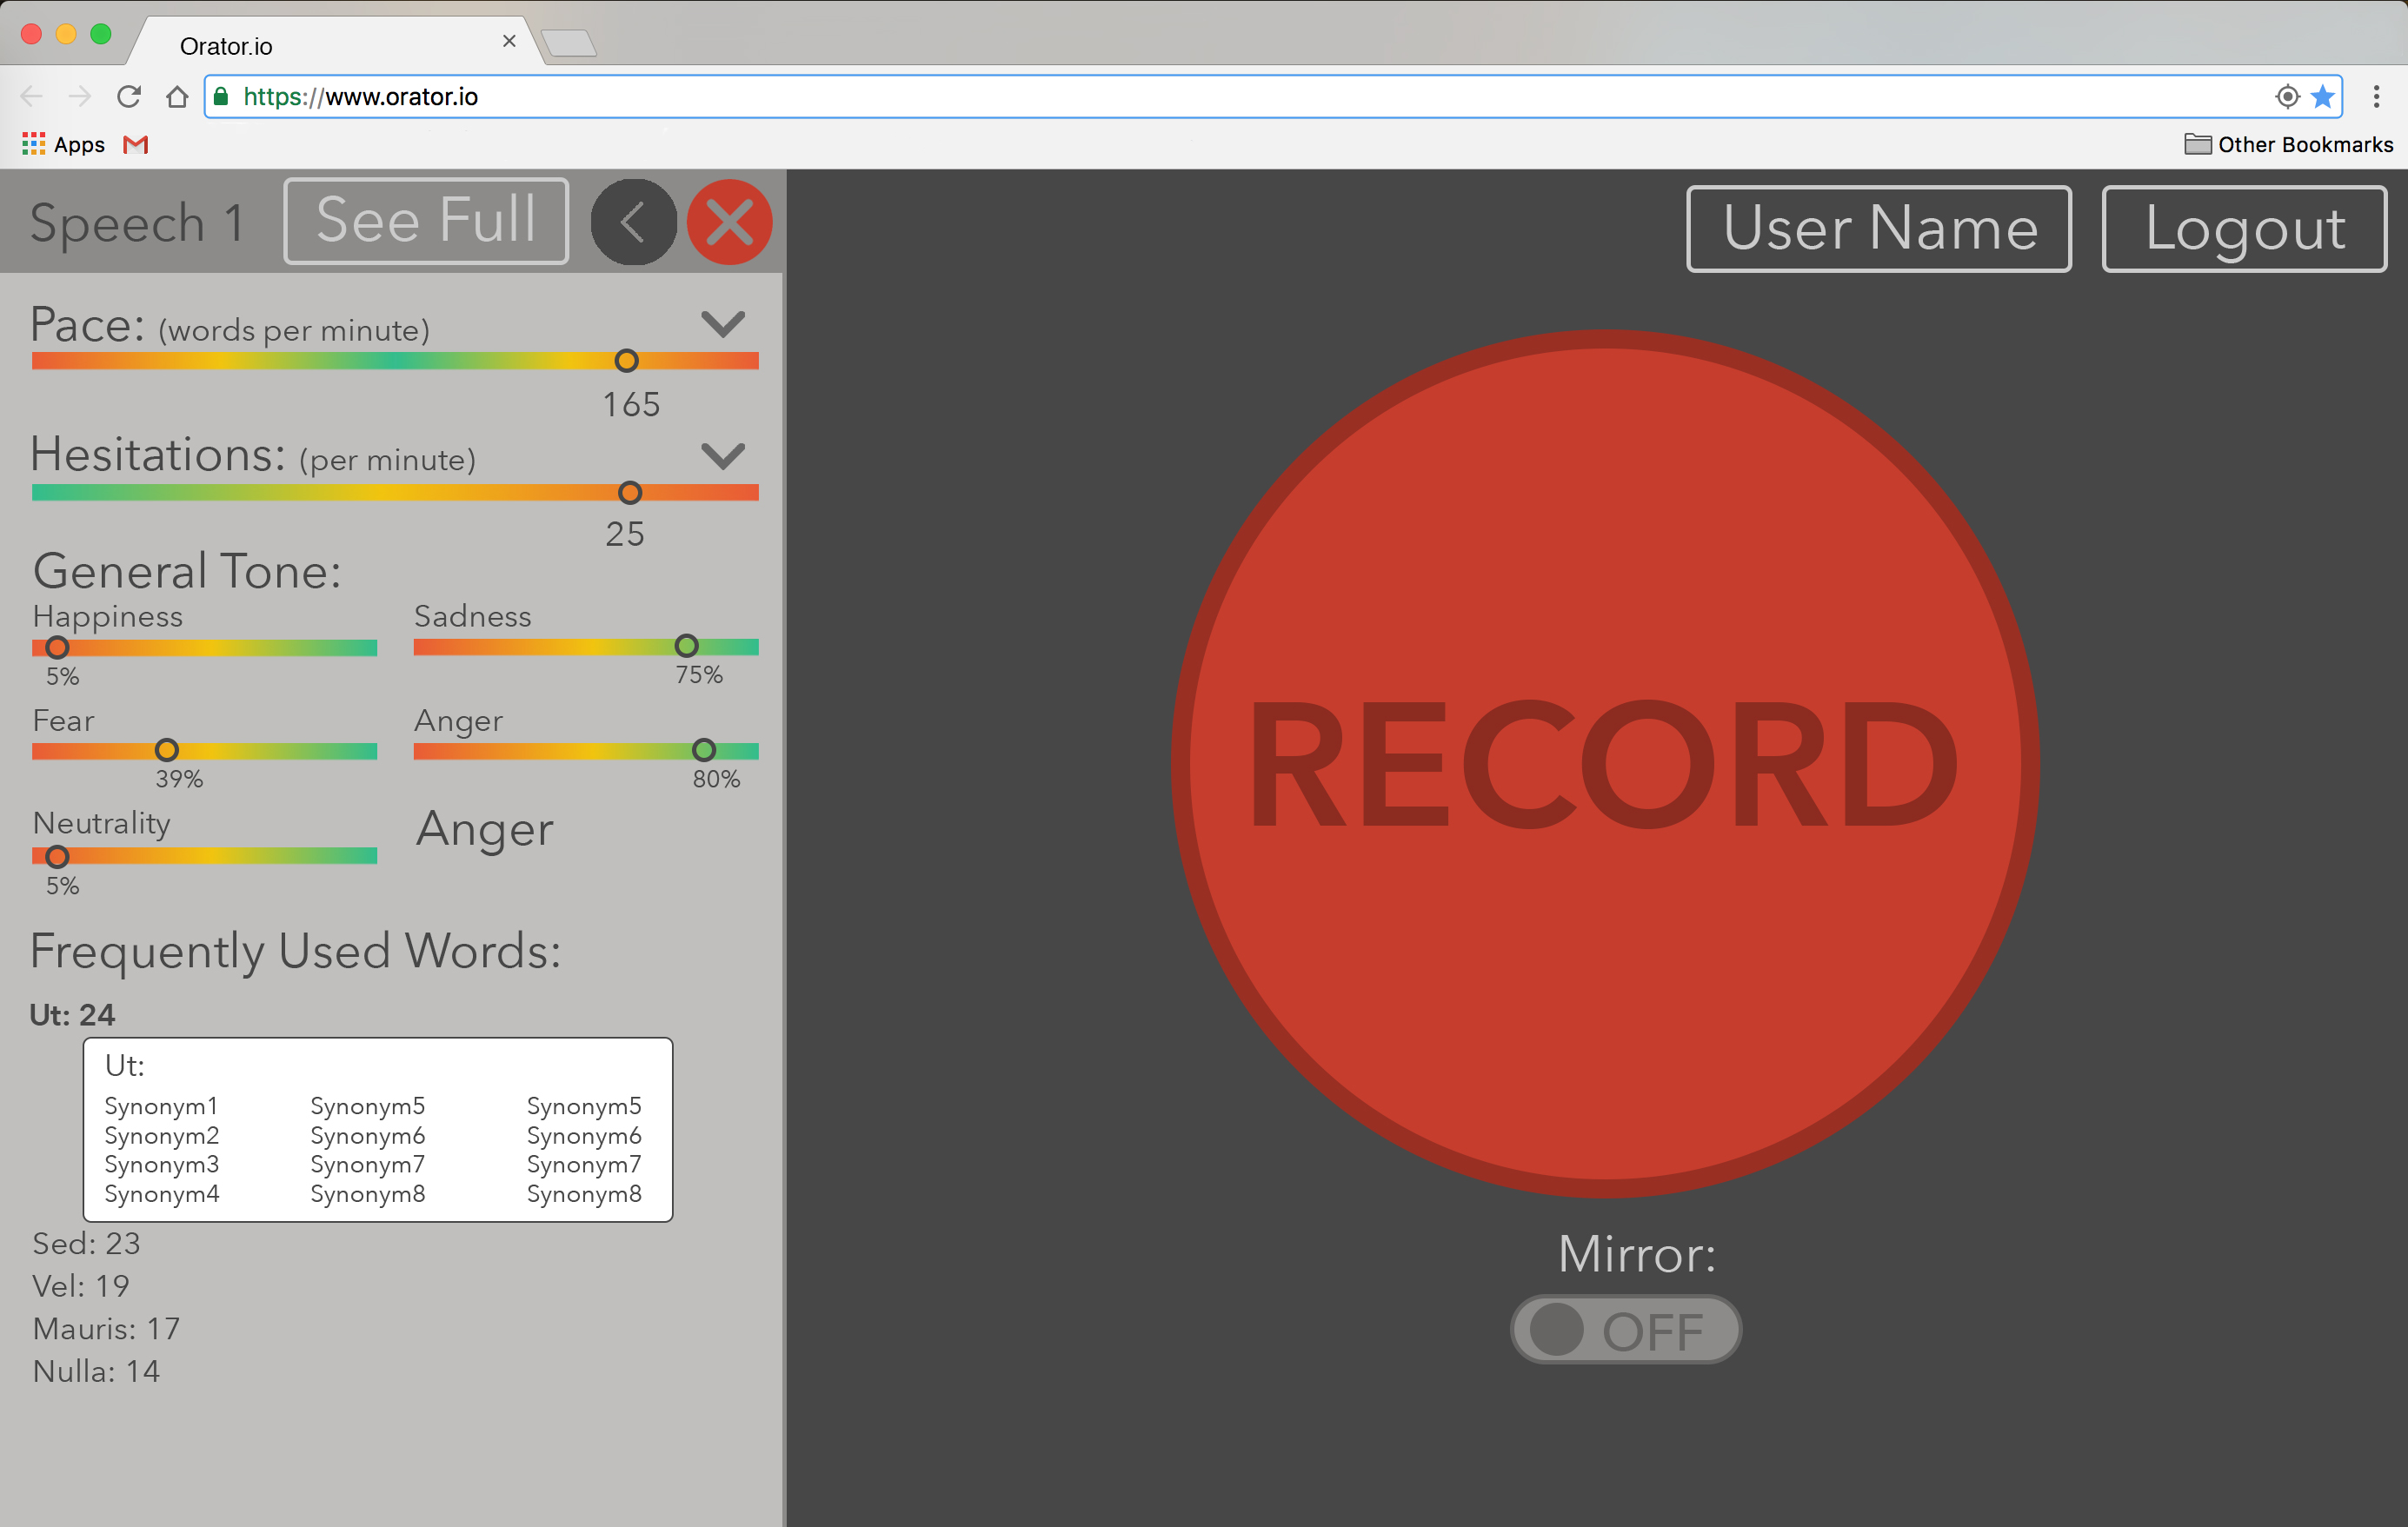 Orator.io
https://www.orator.io
Apps
Other Bookmarks
Speech 1
See Full
User Name
Logout
Pace: (words per minute)
165
Hesitations: (per minute)
25
General Tone:
Happiness
5%
Sadness
75%
Fear
39%
Anger
80%
Neutrality
5%
Anger
Frequently Used Words:
Ut: 24
Ut:
Synonym1 Synonym5 Synonym5
Synonym2 Synonym6 Synonym6
Synonym3 Synonym7 Synonym7
Synonym4 Synonym8 Synonym8
Sed: 23
Vel: 19
Mauris: 17
Nulla: 14
RECORD
Mirror:
OFF